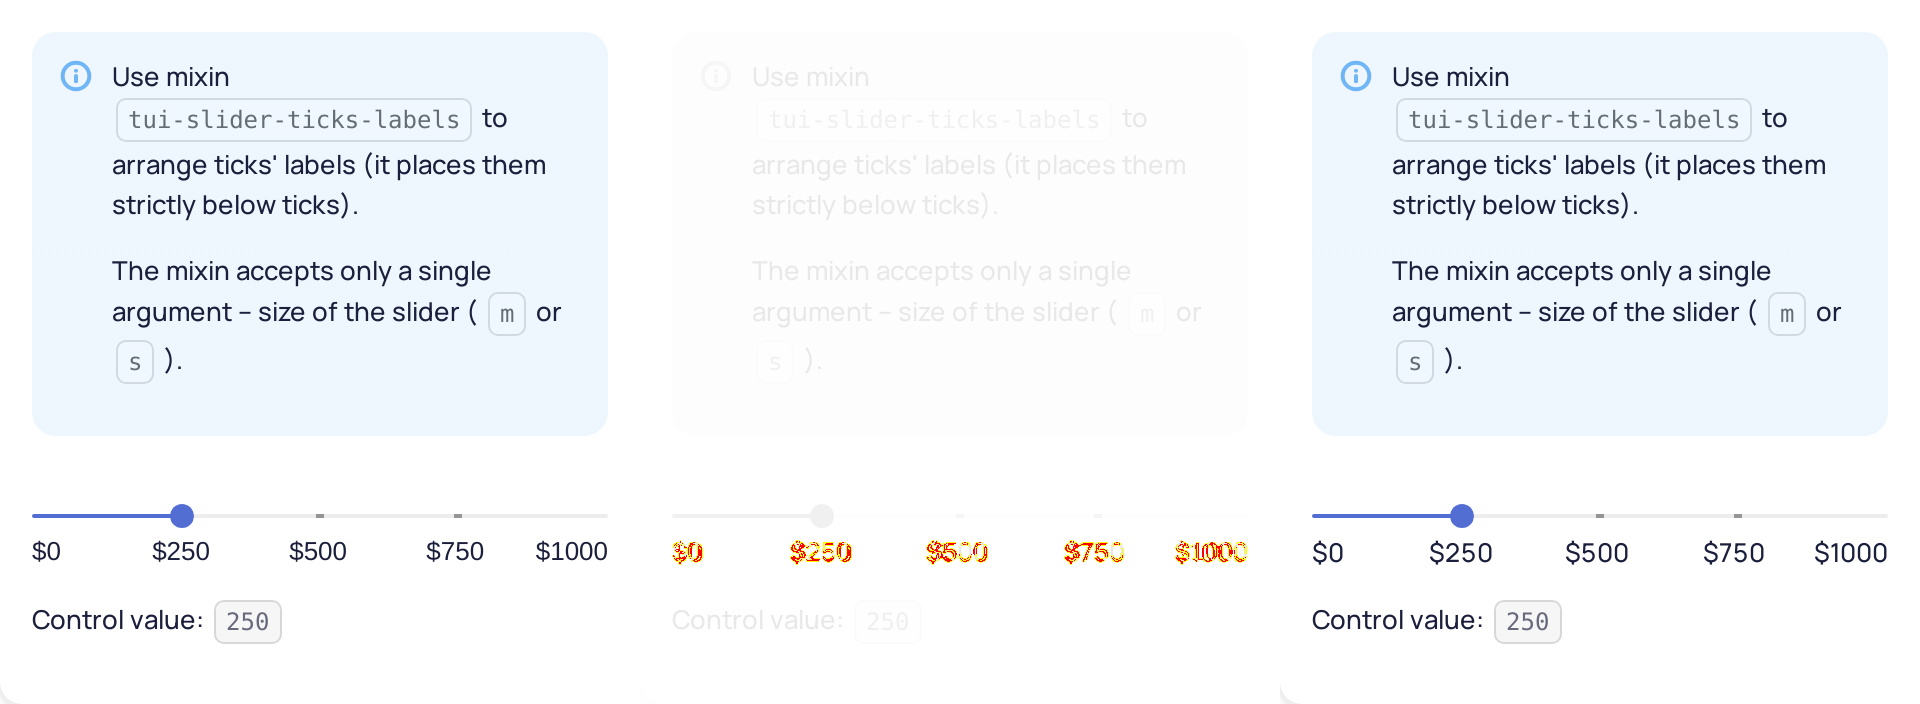 Use mixin
tui-slider-ticks-labels to
arrange ticks' labels (it places them
strictly below ticks).
The mixin accepts only a single
argument – size of the slider ( m or
s ).
$0 $250 $500 $750 $1000
Control value: 250
Use mixin
tui-slider-ticks-labels to
arrange ticks' labels (it places them
strictly below ticks).
The mixin accepts only a single
argument – size of the slider ( m or
s ).
$0 $250 $500 $750 $1000
Control value: 250
Use mixin
tui-slider-ticks-labels to
arrange ticks' labels (it places them
strictly below ticks).
The mixin accepts only a single
argument – size of the slider ( m or
s ).
$0 $250 $500 $750 $1000
Control value: 250